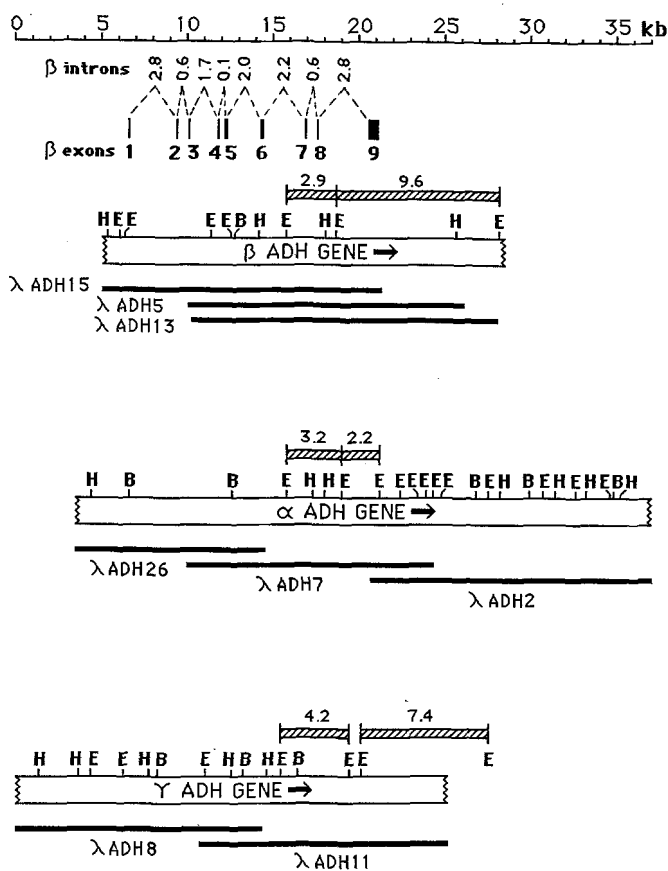 0 5 10 15 20 25 30 35 kb
β introns 2.8 0.6 1.7 0.1 2.0 2.2 0.6 2.8
β exons 1 2 3 4 5 6 7 8 9
2.9 9.6
H E E E E B H E H E H E
β ADH GENE
λ ADH15
λ ADH5
λ ADH13
3.2 2.2
H B B E H H E E E E E E E B E H B E H E H E B H
α ADH GENE
λ ADH26
λ ADH7
λ ADH2
4.2 7.4
H H E E H B E H B H E B E E E
γ ADH GENE
λ ADH8
λ ADH11